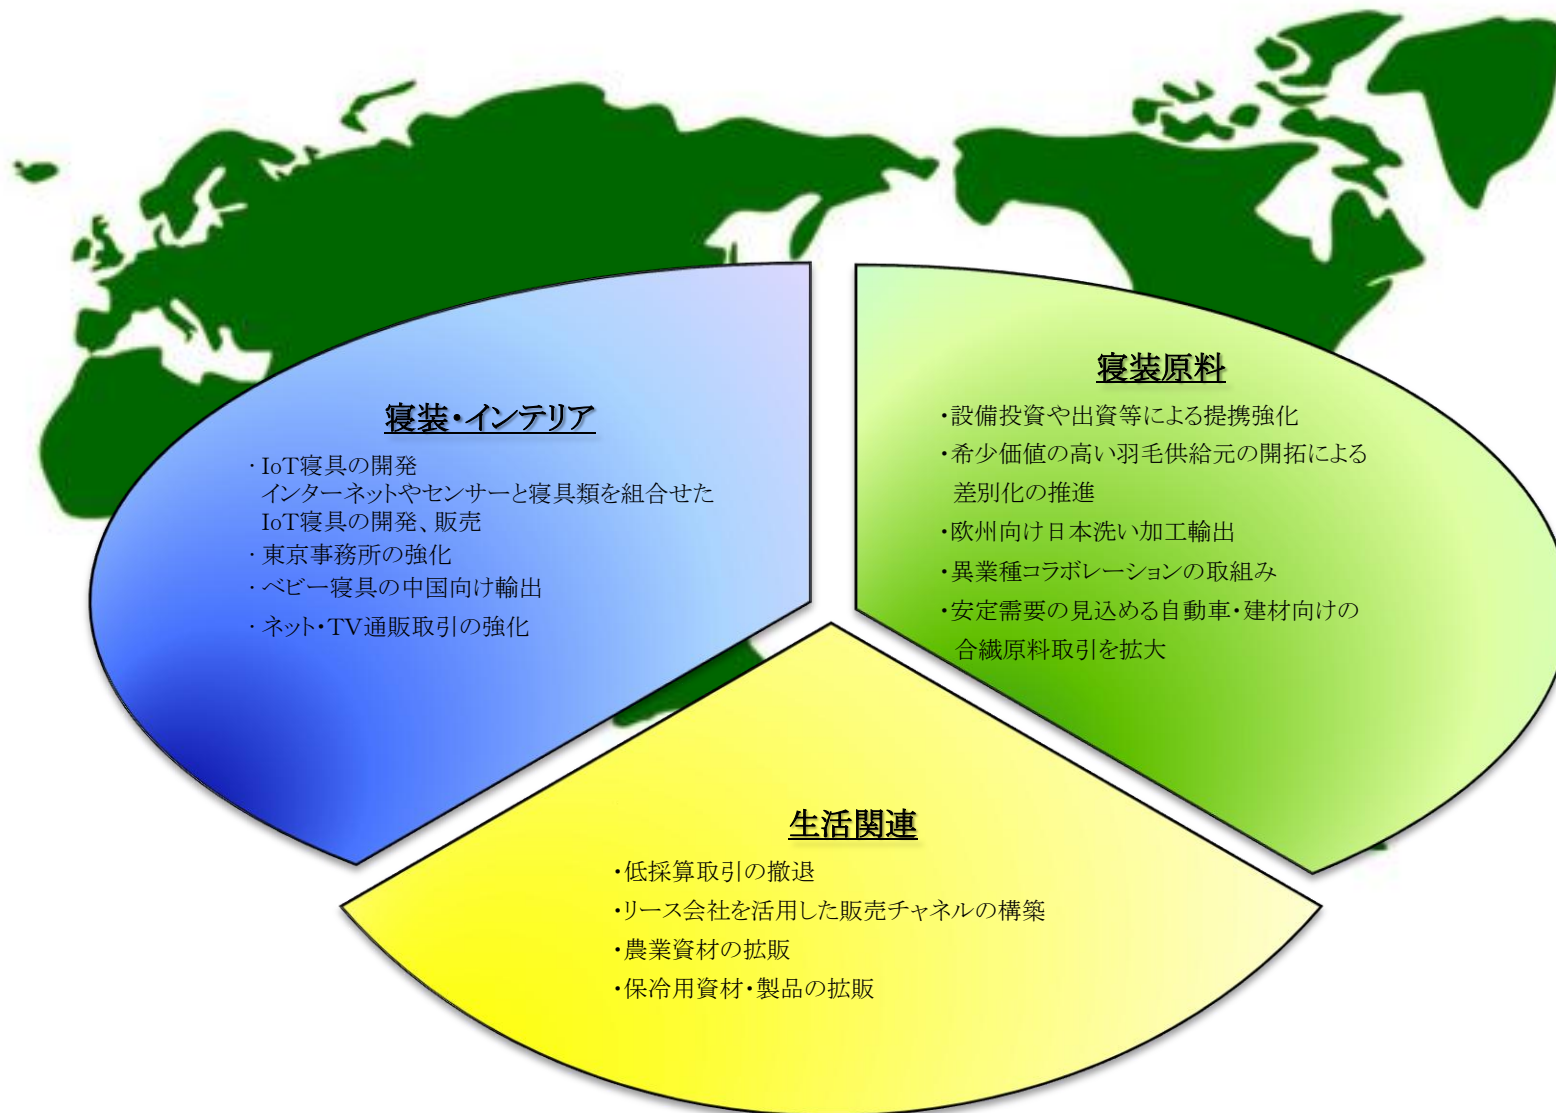 寝装・インテリア
・IoT寝具の開発
インターネットやセンサーと寝具類を組合せた
IoT寝具の開発、販売
・東京事務所の強化
・ベビー寝具の中国向け輸出
・ネット・TV通販取引の強化
寝装原料
・設備投資や出資等による提携強化
・希少価値の高い羽毛供給元の開拓による
差別化の推進
・欧州向け日本洗い加工輸出
・異業種コラボレーションの取組み
・安定需要の見込める自動車・建材向けの
合繊原料取引を拡大
生活関連
・低採算取引の撤退
・リース会社を活用した販売チャネルの構築
・農業資材の拡販
・保冷用資材・製品の拡販